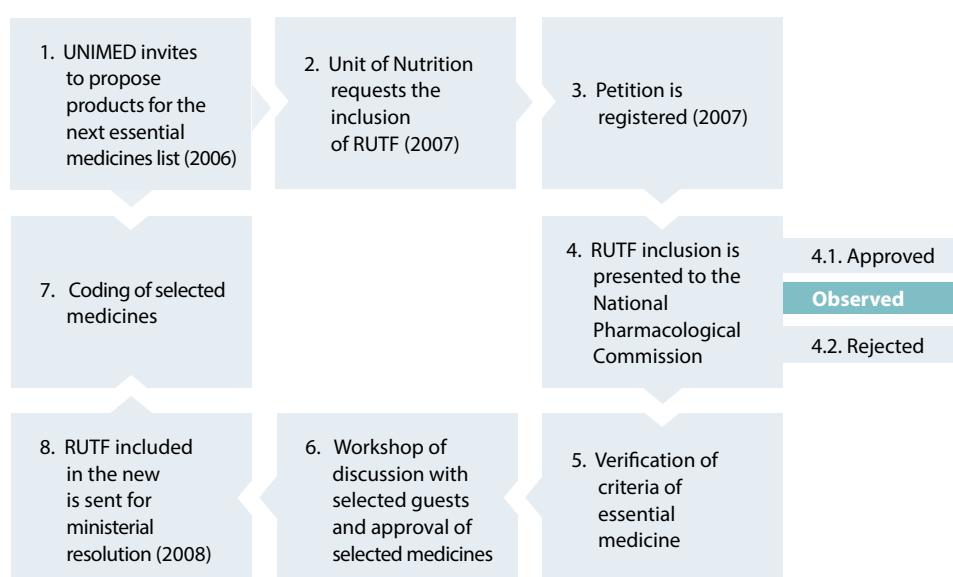 1. UNIMED invites
to propose
products for the
next essential
medicines list (2006)
2. Unit of Nutrition
requests the
inclusion
of RUTF (2007)
3. Petition is
registered (2007)
4. RUTF inclusion is
presented to the
National
Pharmacological
Commission
4.1. Approved
Observed
4.2. Rejected
5. Verification of
criteria of
essential
medicine
6. Workshop of
discussion with
selected guests
and approval of
selected medicines
7. Coding of selected
medicines
8. RUTF included
in the new
is sent for
ministerial
resolution (2008)